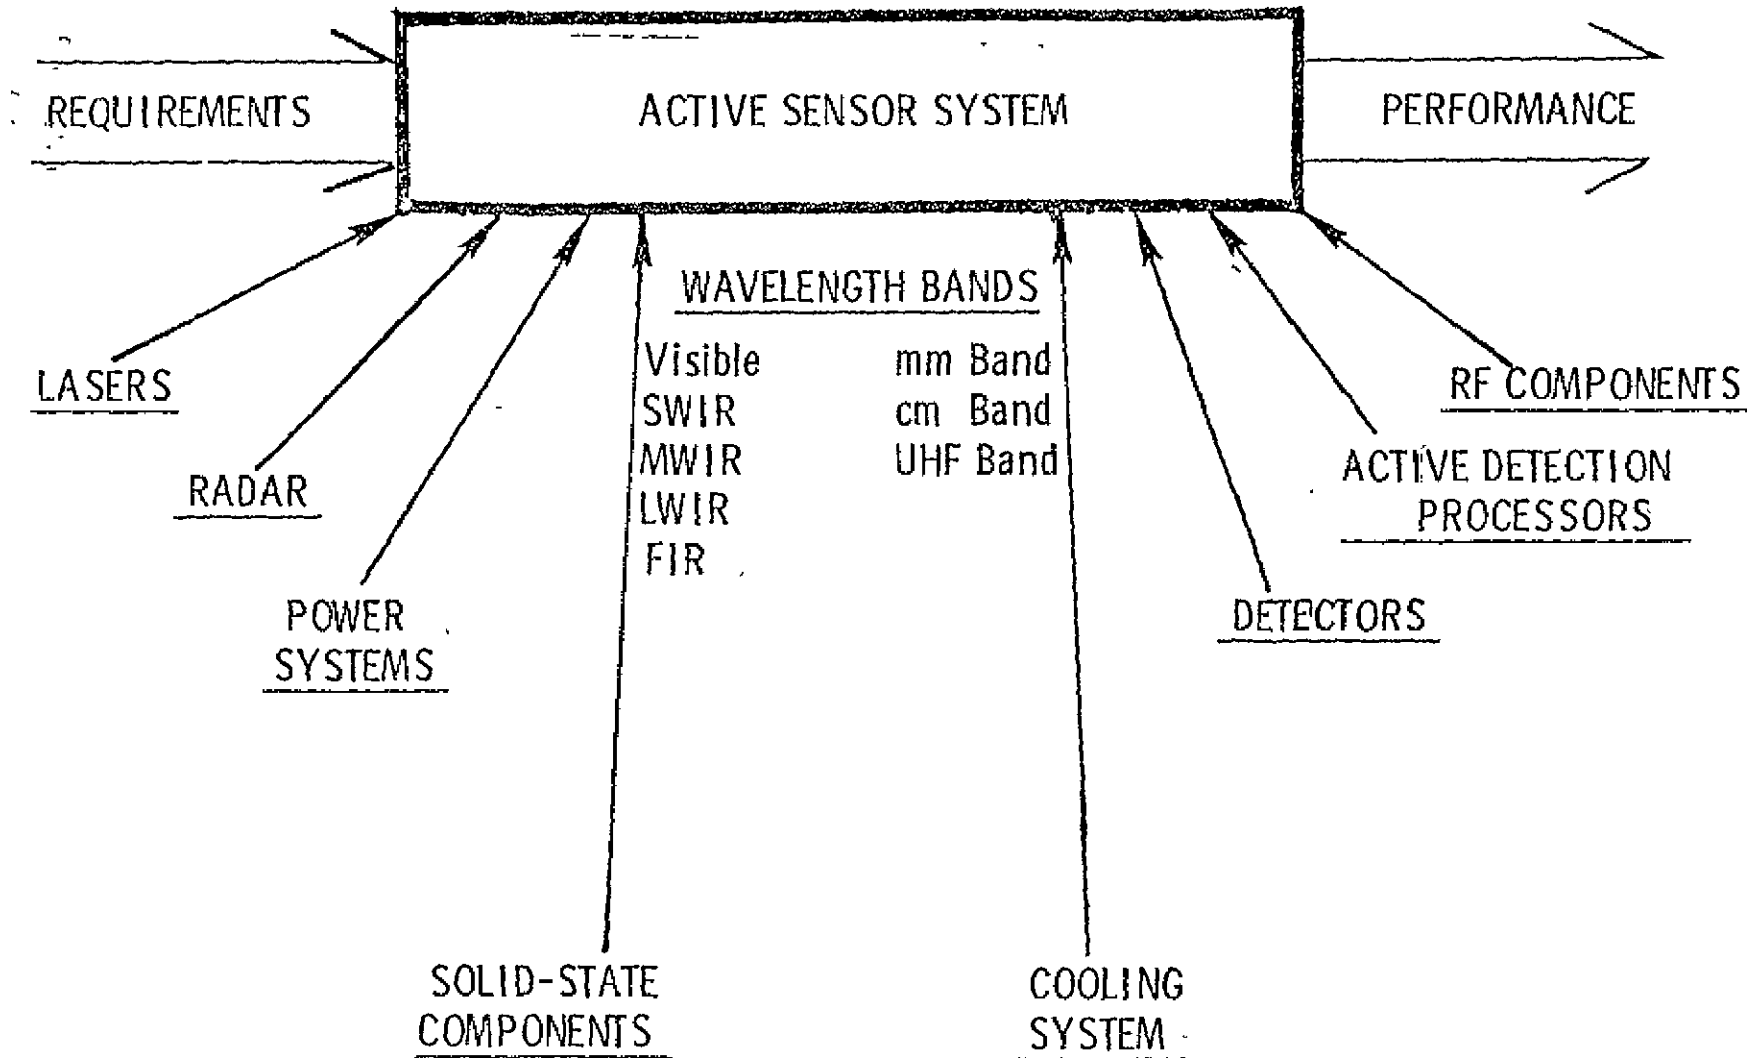 REQUIREMENTS
ACTIVE SENSOR SYSTEM
PERFORMANCE
WAVELENGTH BANDS
Visible mm Band
SWIR cm Band
MWIR UHF Band
LWIR
FIR
LASERS
RADAR
POWER
SYSTEMS
SOLID-STATE
COMPONENTS
COOLING
SYSTEM
DETECTORS
ACTIVE DETECTION
PROCESSORS
RF COMPONENTS